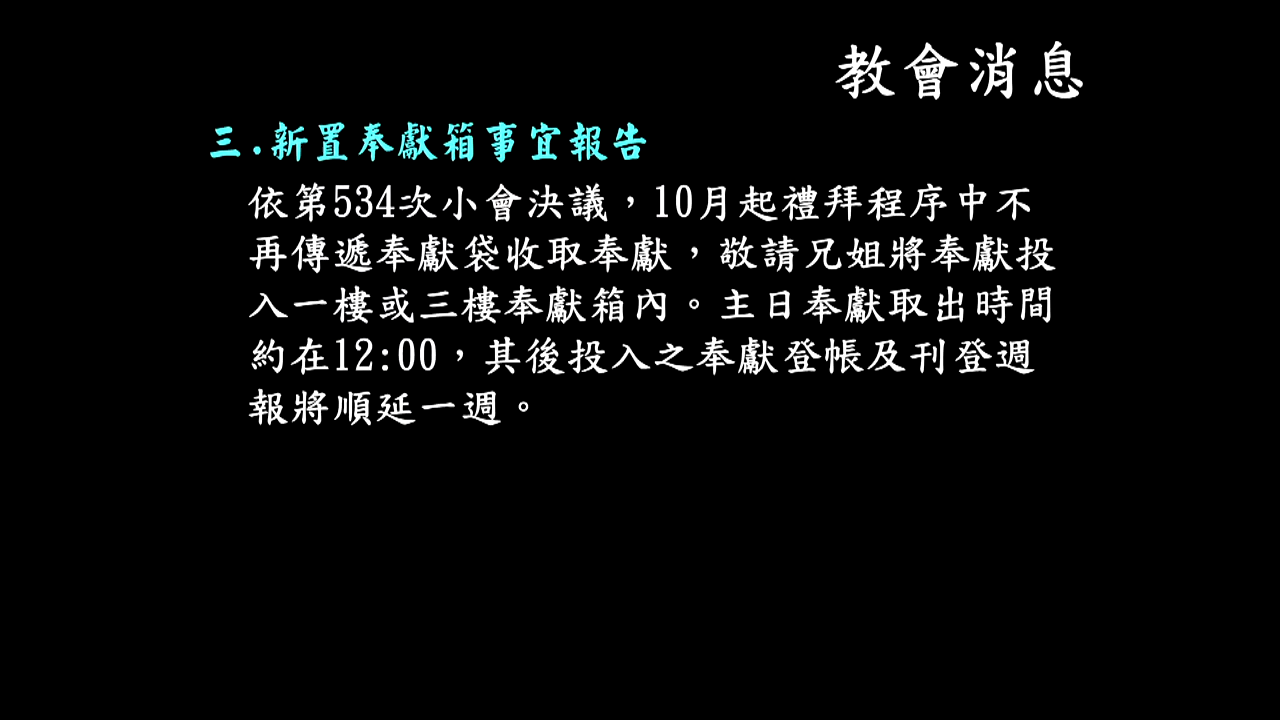 教會消息
三.新置奉獻箱事宜報告
依第534次小會決議，10月起禮拜程序中不
再傳遞奉獻袋收取奉獻，敬請兄姐將奉獻投
入一樓或三樓奉獻箱內。主日奉獻取出時間
約在12:00，其後投入之奉獻登帳及刊登週
報將順延一週。